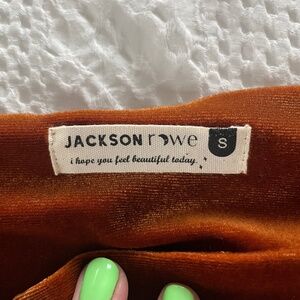 JACKSON rowe
S
i hope you feel beautiful today.